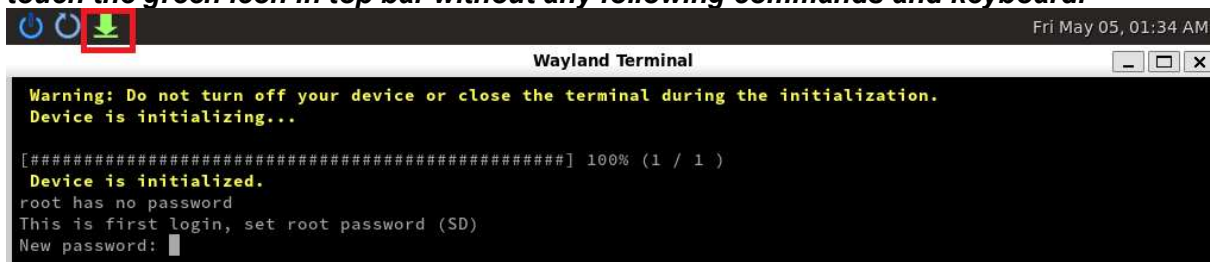 touch the green icon in top bar without any following commands and keyboard.
Fri May 05, 01:34 AM
Wayland Terminal
Warning: Do not turn off your device or close the terminal during the initialization.
Device is initializing...
[##################################################] 100% (1 / 1 )
Device is initialized.
root has no password
This is first login, set root password (SD)
New password: